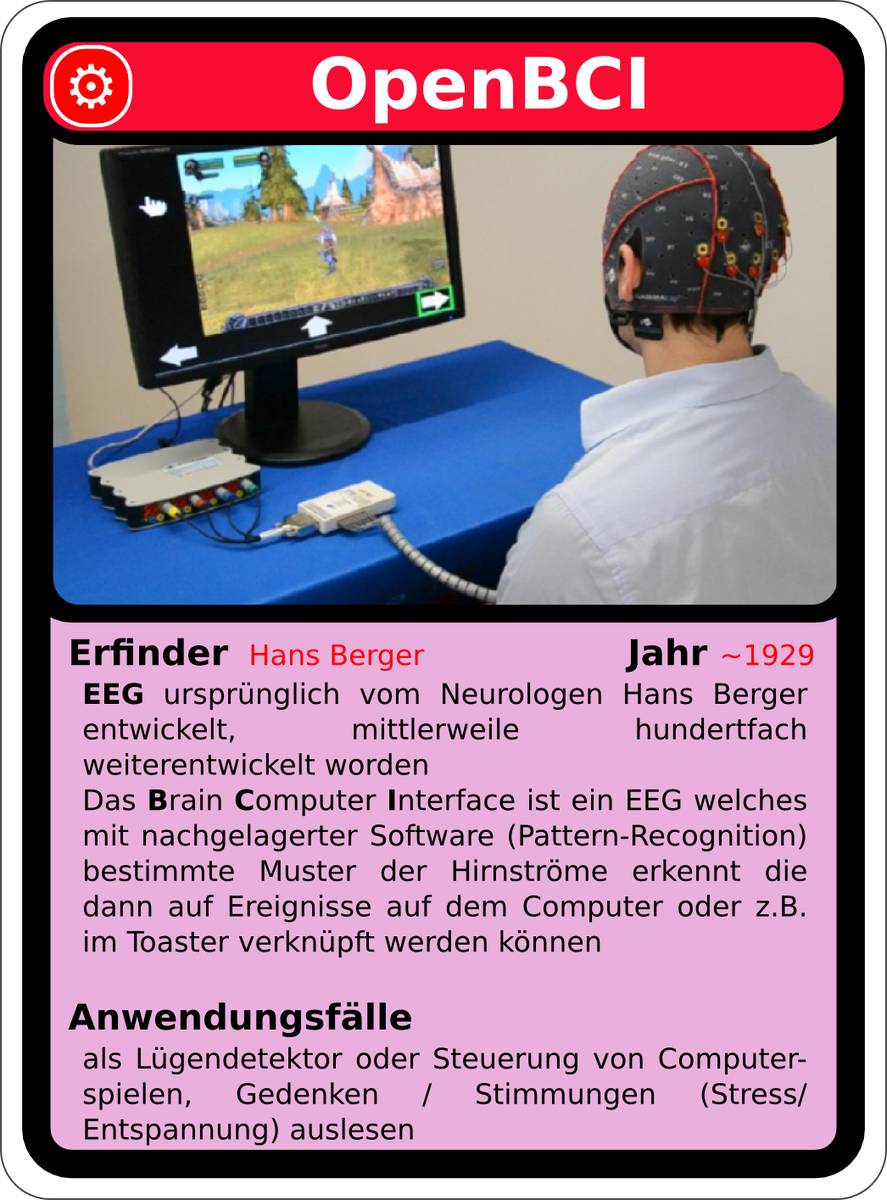 OpenBCI
Erfinder Hans Berger Jahr ~1929
EEG ursprünglich vom Neurologen Hans Berger
entwickelt, mittlerweile hundertfach
weiterentwickelt worden
Das Brain Computer Interface ist ein EEG welches
mit nachgelagerter Software (Pattern-Recognition)
bestimmte Muster der Hirnströme erkennt die
dann auf Ereignisse auf dem Computer oder z.B.
im Toaster verknüpft werden können
Anwendungsfälle
als Lügendetektor oder Steuerung von Computer-
spielen, Gedenken / Stimmungen (Stress/
Entspannung) auslesen